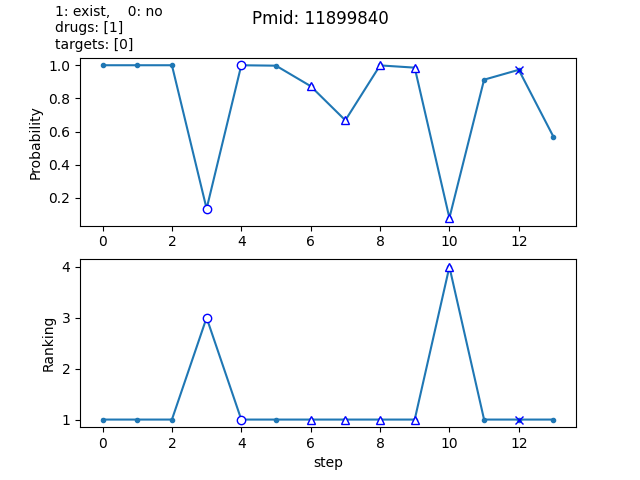 1: exist,    0: no
drugs: [1]
targets: [0]
Pmid: 11899840
Probability
1.0
0.8
0.6
0.4
0.2
0 2 4 6 8 10 12
Ranking
4
3
2
1
0 2 4 6 8 10 12
step